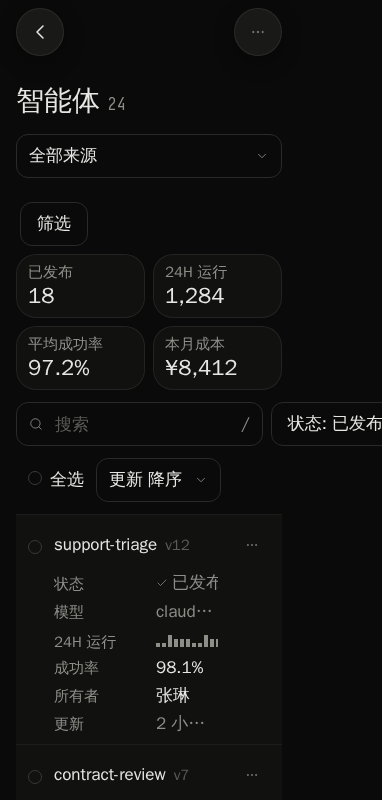 智能体 24
全部来源
筛选
已发布 24H 运行
18 1,284
平均成功率 本月成本
97.2% ¥8,412
搜索 / 状态: 已发布
全选 更新 降序
support-triage v12 ···
状态 已发布
模型 claud···
24H 运行
成功率 98.1%
所有者 张琳
更新 2 小···
contract-review v7 ···